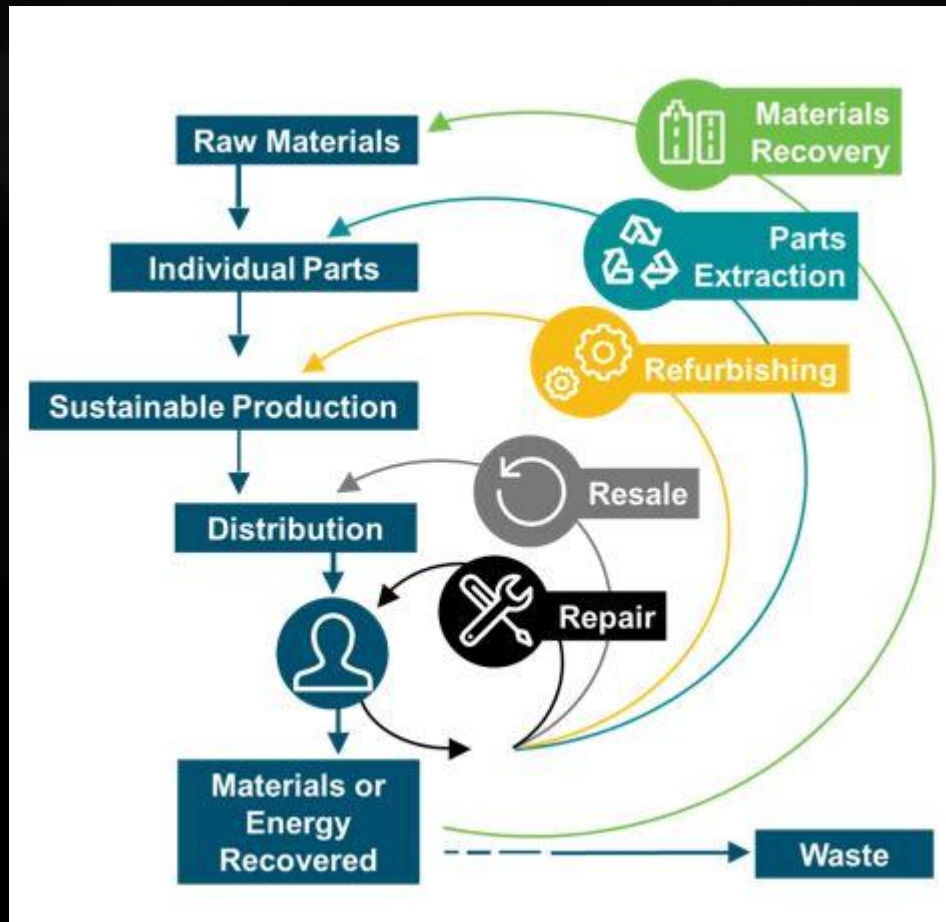 Raw Materials
Materials
Recovery
Individual Parts
Parts
Extraction
Sustainable Production
Refurbishing
Distribution
Resale
Repair
Materials or
Energy
Recovered
Waste